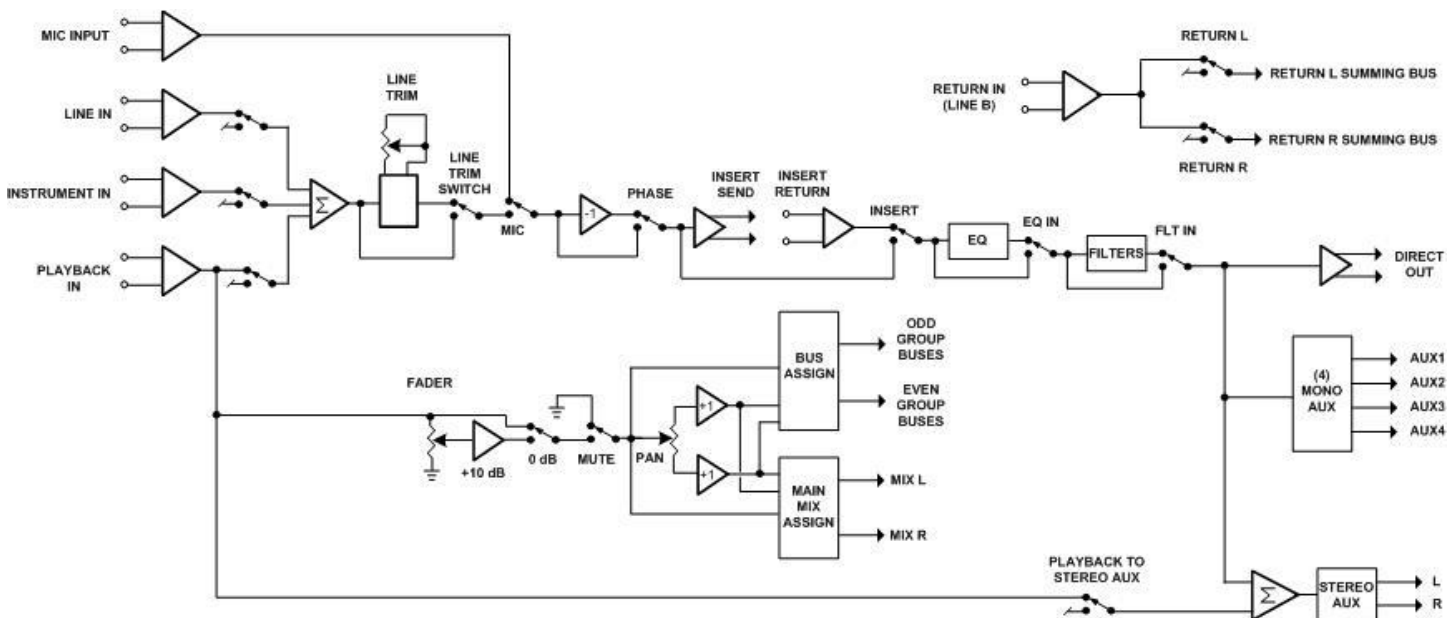 MIC INPUT
LINE IN
INSTRUMENT IN
PLAYBACK
IN
Σ
LINE
TRIM
LINE
TRIM
SWITCH
MIC
-1
PHASE
INSERT
SEND
INSERT
RETURN
INSERT
EQ
EQ IN
FILTERS
FLT IN
DIRECT
OUT
RETURN IN
(LINE B)
RETURN L
RETURN L SUMMING BUS
RETURN R SUMMING BUS
RETURN R
(4)
MONO
AUX
AUX1
AUX2
AUX3
AUX4
FADER
+10 dB
0 dB
MUTE
PAN
+1
+1
BUS
ASSIGN
ODD
GROUP
BUSES
EVEN
GROUP
BUSES
MAIN
MIX
ASSIGN
MIX L
MIX R
PLAYBACK TO
STEREO AUX
Σ
STEREO
AUX
L
R